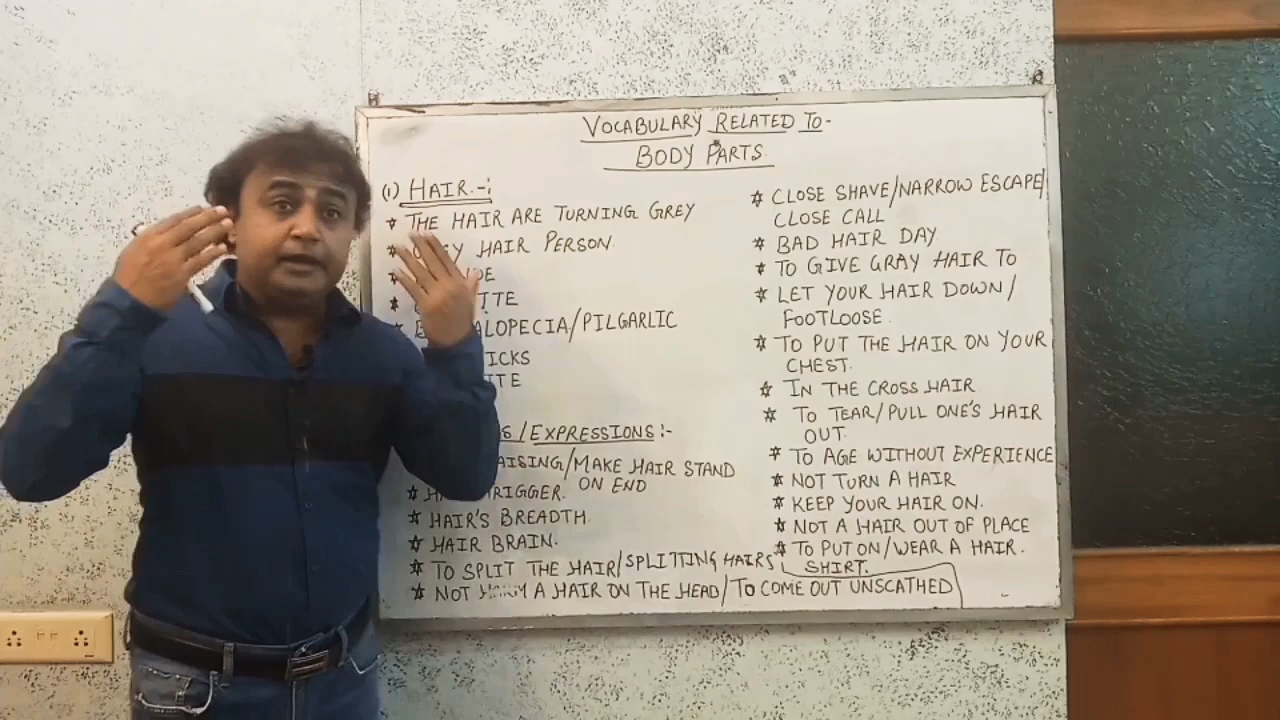 VOCABULARY RELATED TO-
BODY PARTS.
(1) HAIR.-:
☆ THE HAIR ARE TURNING GREY
HAIR PERSON.
ALOPECIA/PILGARLIC
/EXPRESSIONS:-
/MAKE HAIR STAND
ON END
TRIGGER.
☆ HAIR'S BREADTH.
☆ HAIR BRAIN.
☆ TO SPLIT THE HAIR/SPLITTING HAIRS
☆ NOT HARM A HAIR ON THE HEAD/TO COME OUT UNSCATHED
☆ CLOSE SHAVE/NARROW ESCAPE/
CLOSE CALL
☆ BAD HAIR DAY
☆ TO GIVE GRAY HAIR TO
☆ LET YOUR HAIR DOWN/
FOOTLOOSE.
☆ TO PUT THE HAIR ON YOUR
CHEST.
☆ IN THE CROSS HAIR
☆ TO TEAR/PULL ONE'S HAIR
OUT.
☆ TO AGE WITHOUT EXPERIENCE
☆ NOT TURN A HAIR
☆ KEEP YOUR HAIR ON.
☆ NOT A HAIR OUT OF PLACE
☆ TO PUT ON/WEAR A HAIR.
SHIRT.